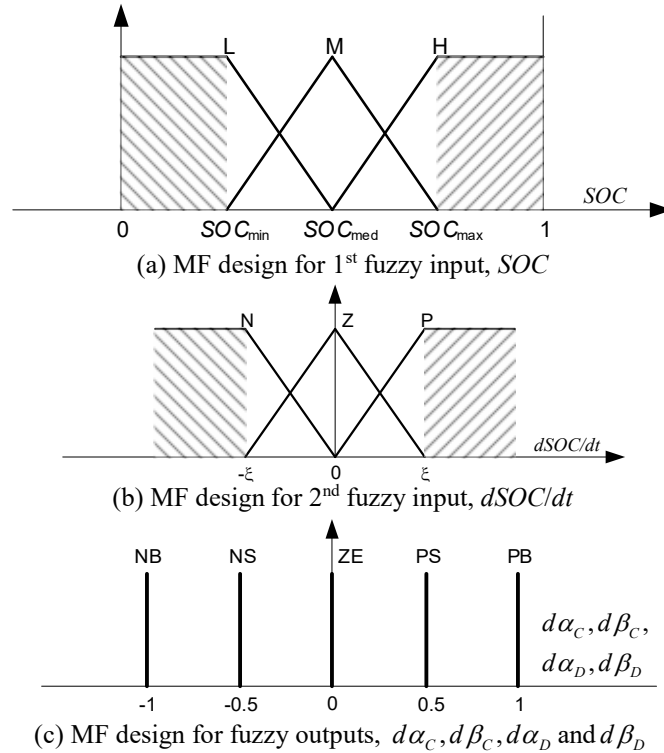 L M H
SOC
0 SOCmin SOCmed SOCmax 1
(a) MF design for 1st fuzzy input, SOC
N Z P
dSOC/dt
-ξ 0 ξ
(b) MF design for 2nd fuzzy input, dSOC/dt
NB NS ZE PS PB
dαC, dβC,
dαD, dβD
-1 -0.5 0 0.5 1
(c) MF design for fuzzy outputs, dαC, dβC, dαD and dβD